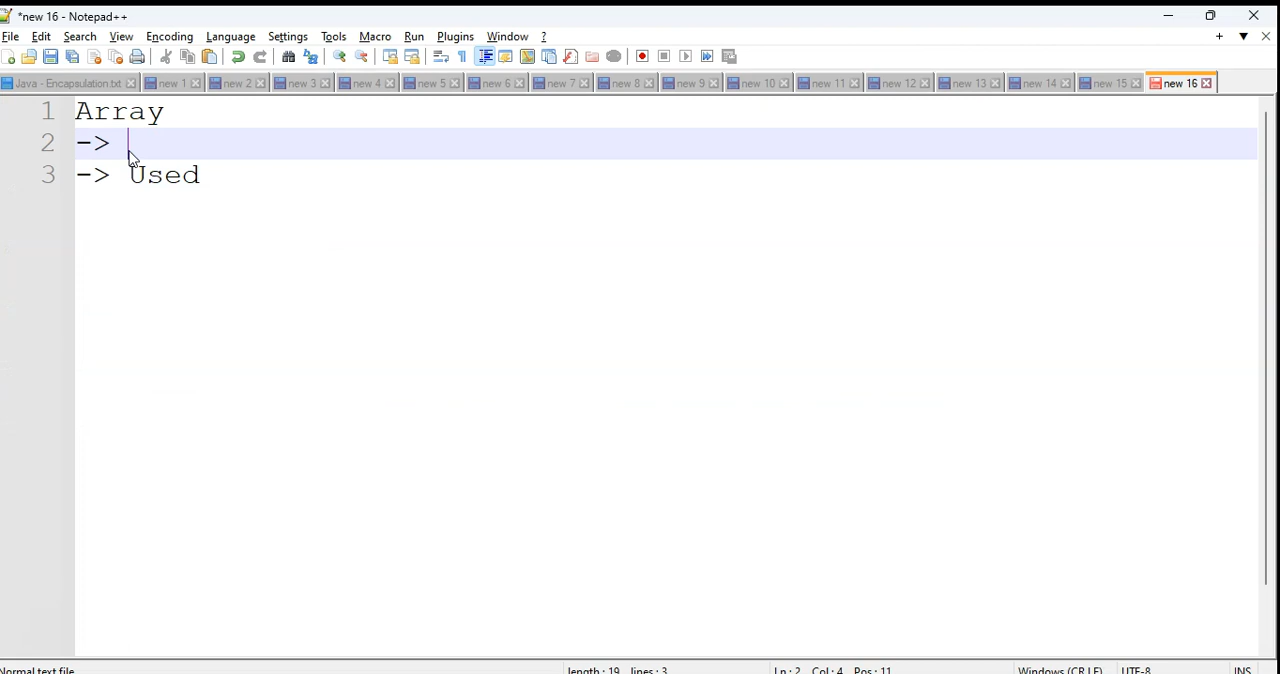 *new 16 - Notepad++
File Edit Search View Encoding Language Settings Tools Macro Run Plugins Window ?
Java - Encapsulation.txt new 1 new 2 new 3 new 4 new 5 new 6 new 7 new 8 new 9 new 10 new 11 new 12 new 13 new 14 new 15 new 16
1 Array
2 ->
3 -> Used
Normal text file length : 19 lines : 3 Ln : 2 Col : 4 Pos : 11 Windows (CR LF) UTF-8 INS